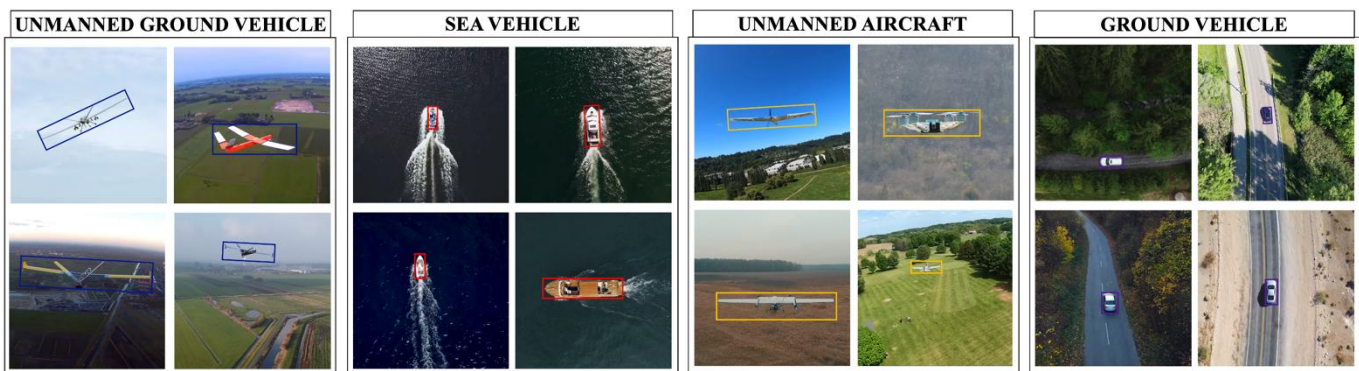 UNMANNED GROUND VEHICLE
SEA VEHICLE
UNMANNED AIRCRAFT
GROUND VEHICLE